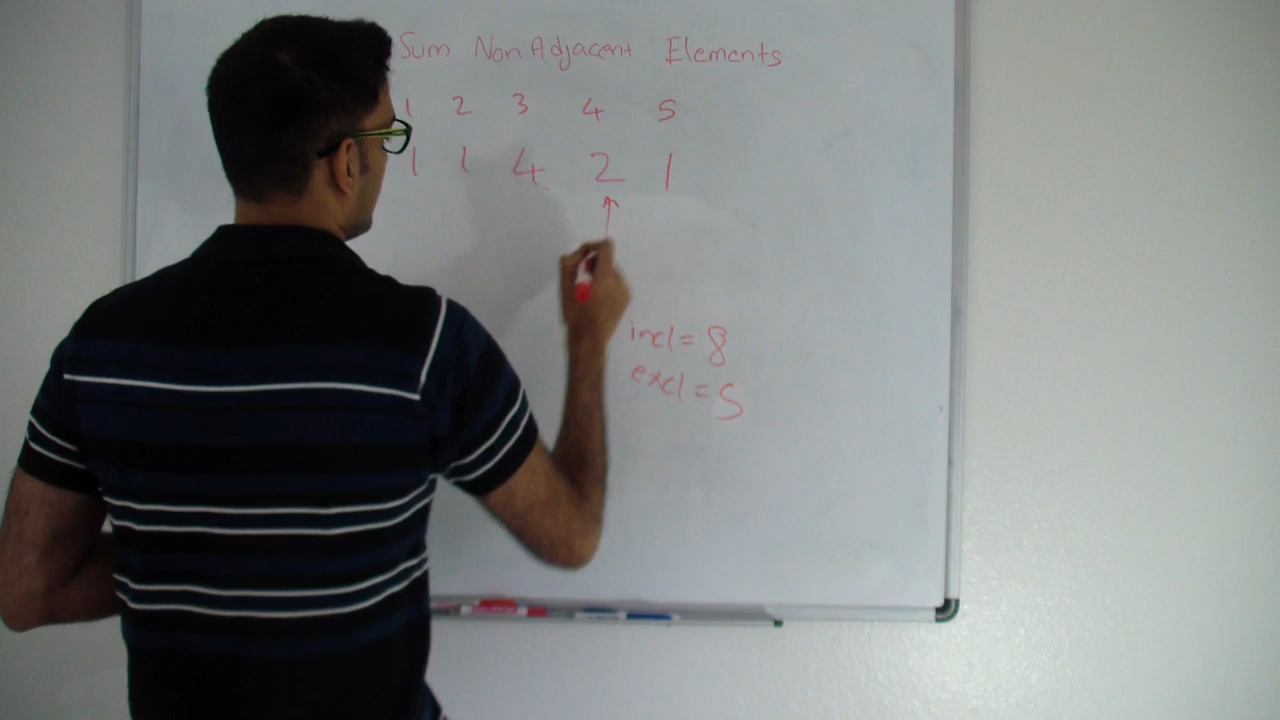 Sum Non Adjacent Elements
1 2 3 4 5
1 1 4 2 1
incl = 8
excl = 5